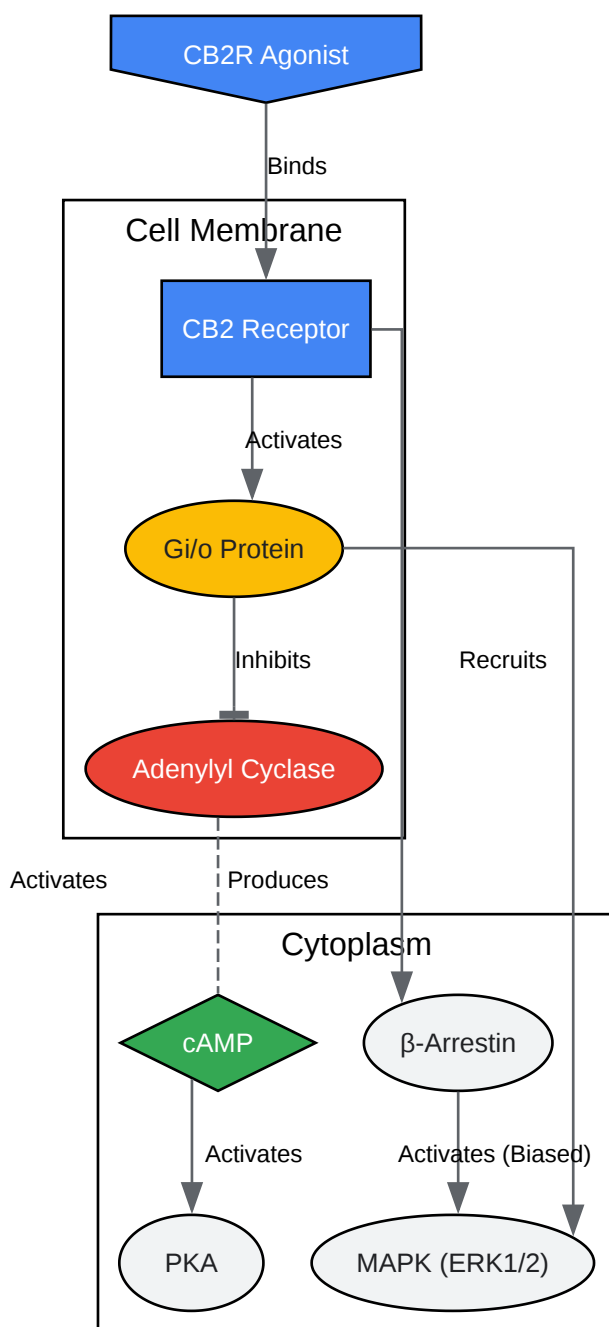 CB2R Agonist
Binds
Cell Membrane
CB2 Receptor
Activates
Gi/o Protein
Inhibits
Recruits
Adenylyl Cyclase
Activates
Produces
Cytoplasm
cAMP
β-Arrestin
Activates
Activates (Biased)
PKA
MAPK (ERK1/2)